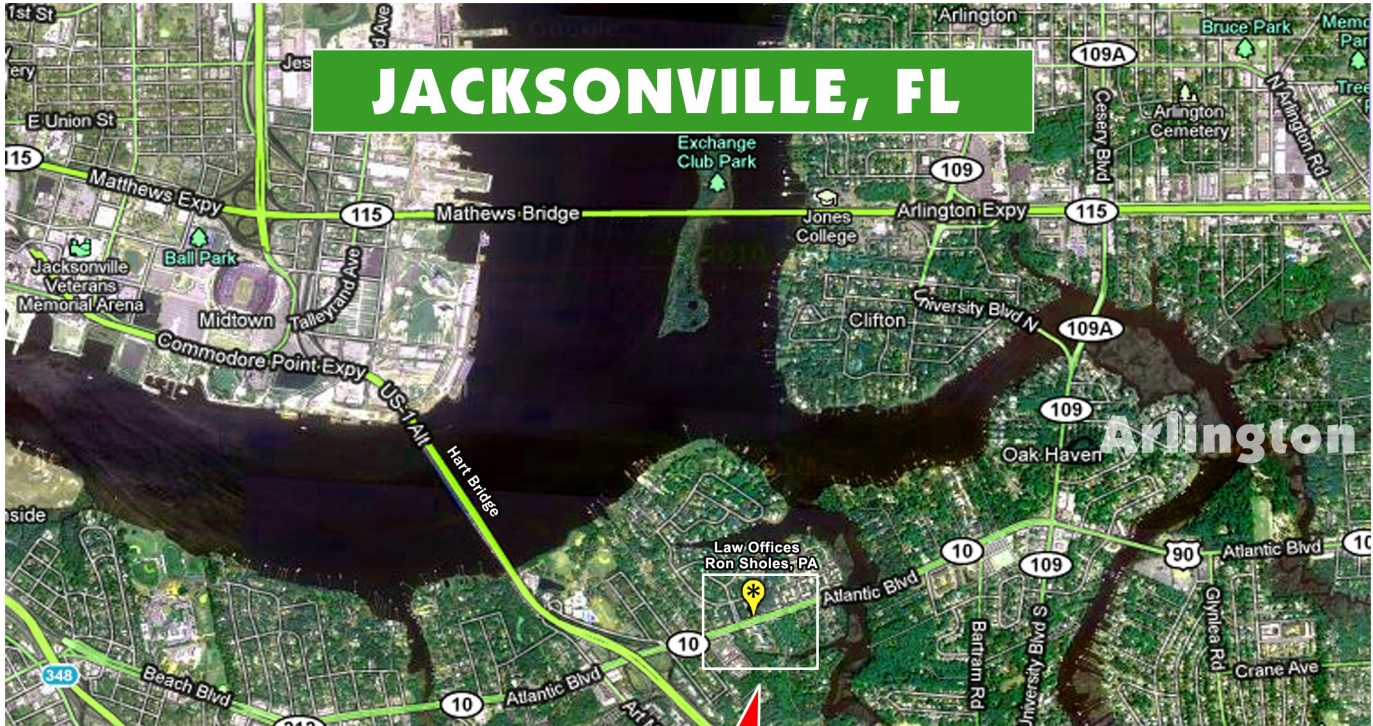 1st St
Arlington
Bruce Park
109A
JACKSONVILLE, FL
E Union St
Cesery Blvd
N Arlington Rd
Arlington
Cemetery
Exchange
Club Park
115
109
Matthews Expy
115
Mathews Bridge
Jones
College
Arlington Expy
115
Ball Park
Jacksonville
Veterans
Memorial Arena
Midtown
Talleyrand Ave
University Blvd N
Clifton
109A
Commodore Point Expy
US-1 Alt
109
Arlington
Hart Bridge
Oak Haven
Law Offices
Ron Sholes, PA
*
10
90
Atlantic Blvd
10
109
Atlantic Blvd
10
348
Beach Blvd
10
Atlantic Blvd
Bartram Rd
University Blvd S
Glynlea Rd
Crane Ave